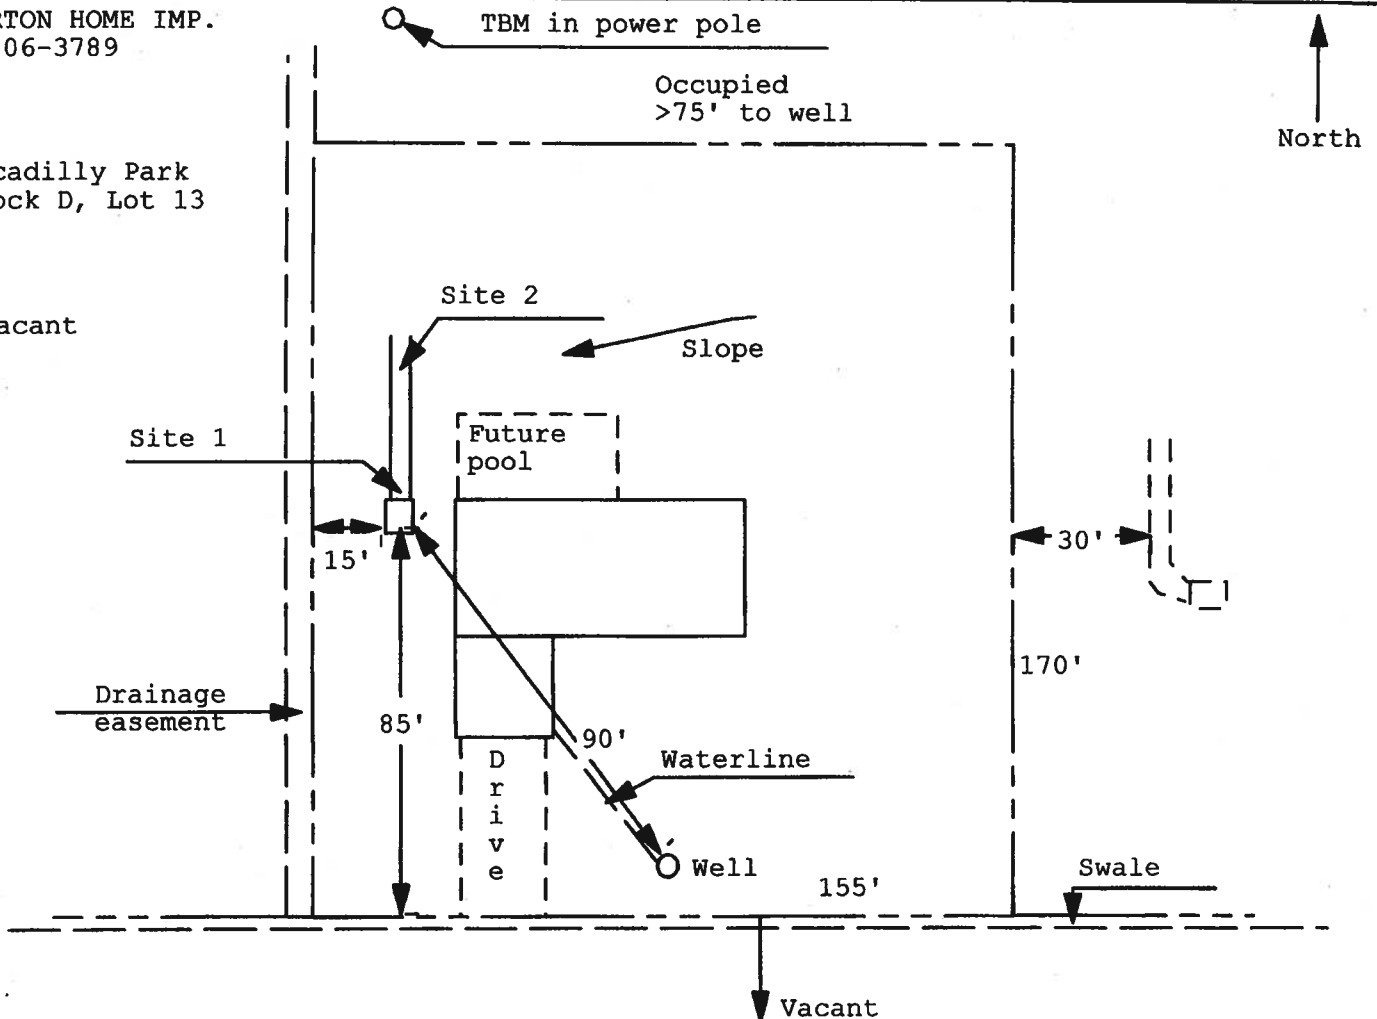 RTON HOME IMP.
06-3789
TBM in power pole
Occupied
>75' to well
North
cadilly Park
ock D, Lot 13
Site 2
acant
Slope
Future
pool
Site 1
15'
30'
170'
Drainage
easement
85'
90'
Drive
Waterline
Well
155'
Swale
Vacant